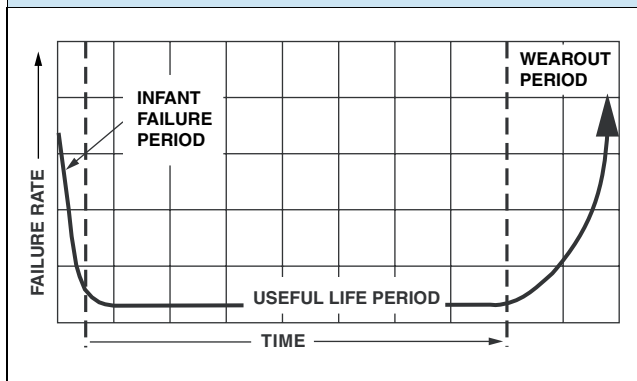 WEAROUT
PERIOD
INFANT
FAILURE
PERIOD
FAILURE RATE
USEFUL LIFE PERIOD
TIME